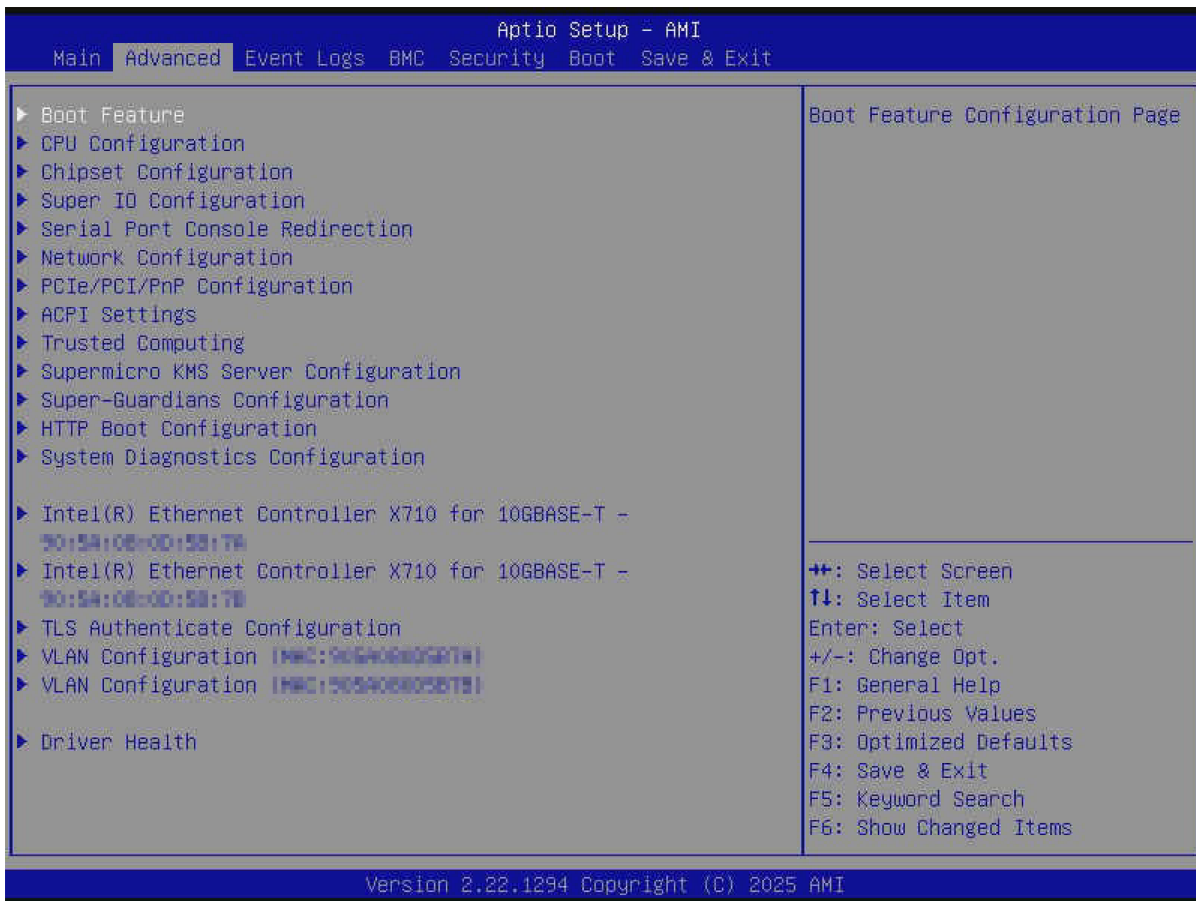 Aptio Setup – AMI
Main Advanced Event Logs BMC Security Boot Save & Exit
▶ Boot Feature
▶ CPU Configuration
▶ Chipset Configuration
▶ Super IO Configuration
▶ Serial Port Console Redirection
▶ Network Configuration
▶ PCIe/PCI/PnP Configuration
▶ ACPI Settings
▶ Trusted Computing
▶ Supermicro KMS Server Configuration
▶ Super-Guardians Configuration
▶ HTTP Boot Configuration
▶ System Diagnostics Configuration
▶ Intel(R) Ethernet Controller X710 for 10GBASE-T –
▶ Intel(R) Ethernet Controller X710 for 10GBASE-T –
▶ TLS Authenticate Configuration
▶ VLAN Configuration
▶ VLAN Configuration
▶ Driver Health
Boot Feature Configuration Page
→←: Select Screen
↑↓: Select Item
Enter: Select
+/-: Change Opt.
F1: General Help
F2: Previous Values
F3: Optimized Defaults
F4: Save & Exit
F5: Keyword Search
F6: Show Changed Items
Version 2.22.1294 Copyright (C) 2025 AMI